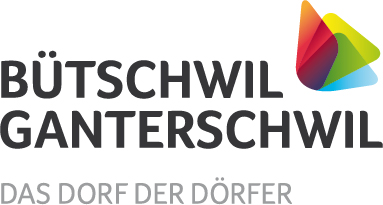 BÜTSCHWIL
GANTERSCHWIL
DAS DORF DER DÖRFER